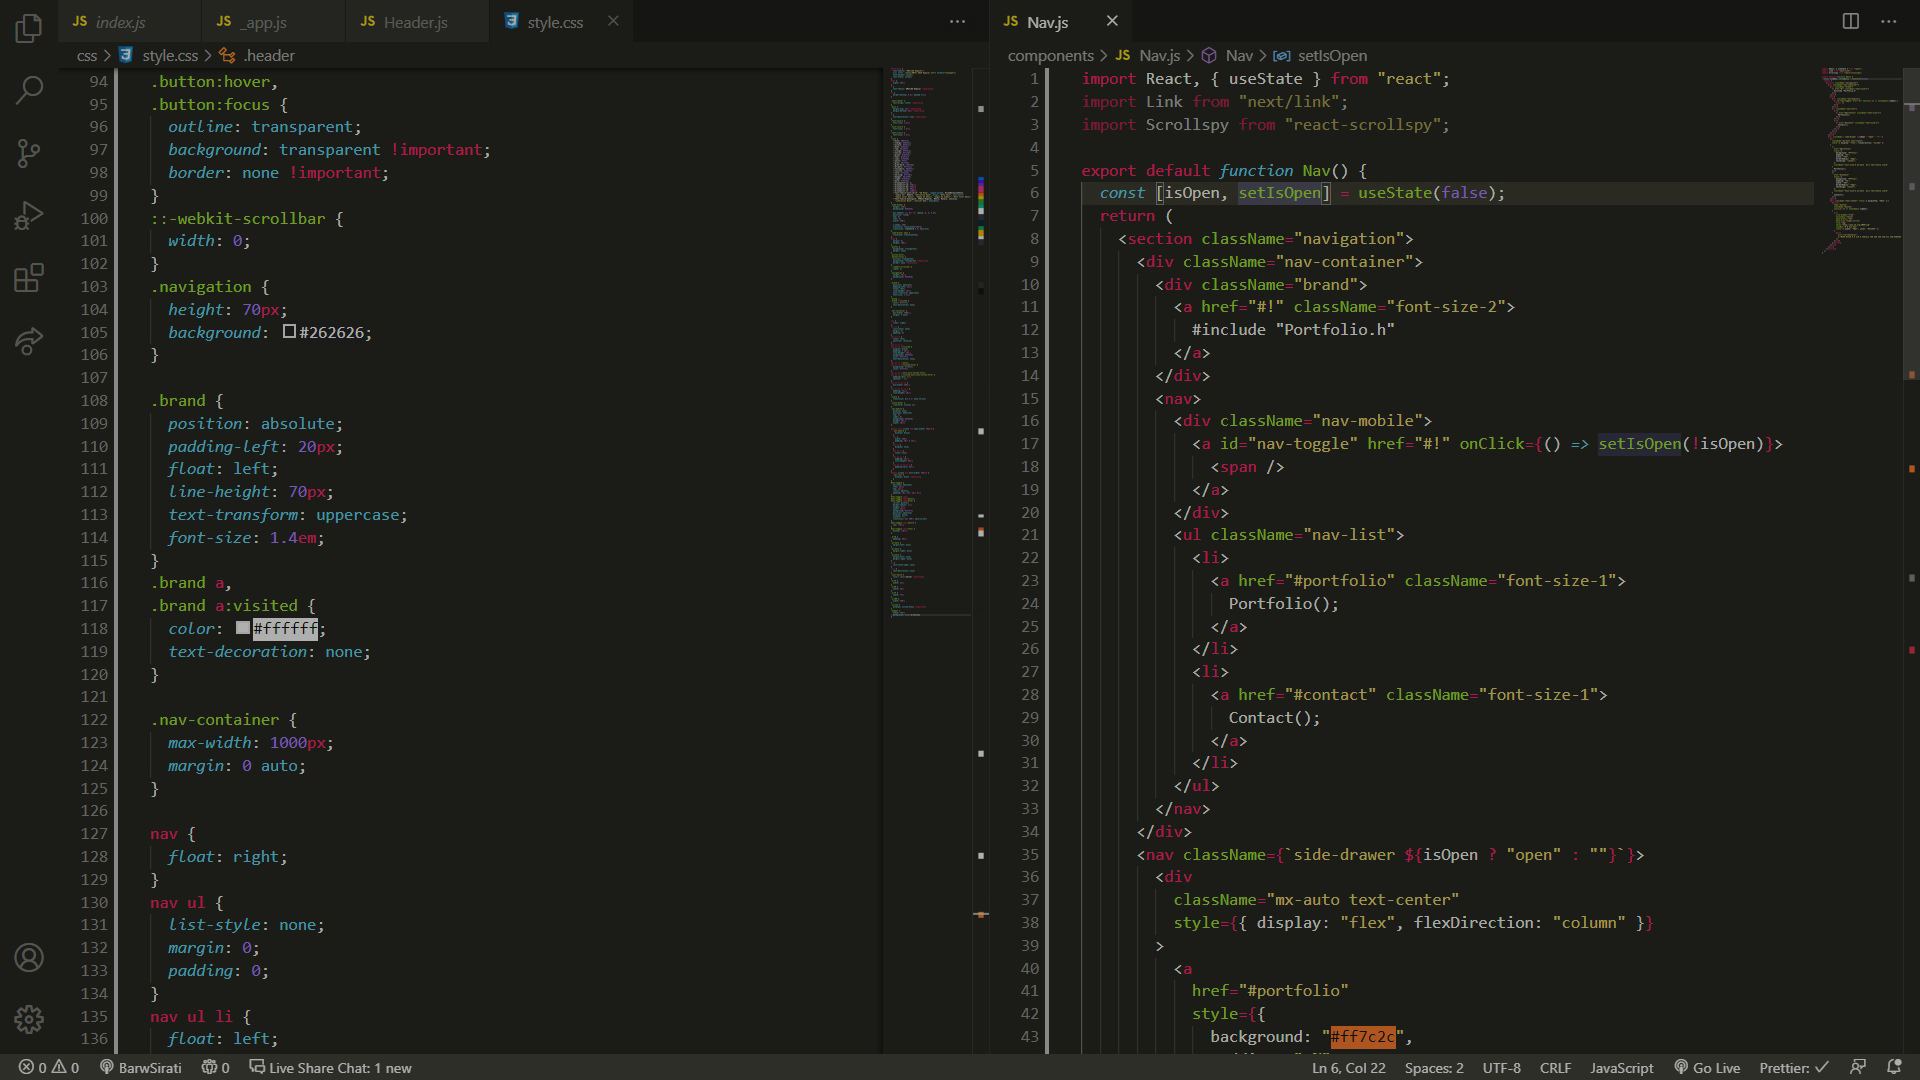 JS index.js
JS _app.js
JS Header.js
style.css
JS Nav.js
css > style.css > .header
components > JS Nav.js > Nav > setIsOpen
94 .button:hover,
95 .button:focus {
96 outline: transparent;
97 background: transparent !important;
98 border: none !important;
99 }
100 ::-webkit-scrollbar {
101 width: 0;
102 }
103 .navigation {
104 height: 70px;
105 background: #262626;
106 }
107
108 .brand {
109 position: absolute;
110 padding-left: 20px;
111 float: left;
112 line-height: 70px;
113 text-transform: uppercase;
114 font-size: 1.4em;
115 }
116 .brand a,
117 .brand a:visited {
118 color: #ffffff;
119 text-decoration: none;
120 }
121
122 .nav-container {
123 max-width: 1000px;
124 margin: 0 auto;
125 }
126
127 nav {
128 float: right;
129 }
130 nav ul {
131 list-style: none;
132 margin: 0;
133 padding: 0;
134 }
135 nav ul li {
136 float: left;
1 import React, { useState } from "react";
2 import Link from "next/link";
3 import Scrollspy from "react-scrollspy";
4
5 export default function Nav() {
6 const [isOpen, setIsOpen] = useState(false);
7 return (
8 <section className="navigation">
9 <div className="nav-container">
10 <div className="brand">
11 <a href="#!" className="font-size-2">
12 #include "Portfolio.h"
13 </a>
14 </div>
15 <nav>
16 <div className="nav-mobile">
17 <a id="nav-toggle" href="#!" onClick={() => setIsOpen(!isOpen)}>
18 <span />
19 </a>
20 </div>
21 <ul className="nav-list">
22 <li>
23 <a href="#portfolio" className="font-size-1">
24 Portfolio();
25 </a>
26 </li>
27 <li>
28 <a href="#contact" className="font-size-1">
29 Contact();
30 </a>
31 </li>
32 </ul>
33 </nav>
34 </div>
35 <nav className={`side-drawer ${isOpen ? "open" : ""}`}>
36 <div
37 className="mx-auto text-center"
38 style={{ display: "flex", flexDirection: "column" }}
39 >
40 <a
41 href="#portfolio"
42 style={{
43 background: "#ff7c2c",
0 0 BarwSirati 0 Live Share Chat: 1 new
Ln 6, Col 22 Spaces: 2 UTF-8 CRLF JavaScript Go Live Prettier: ✓